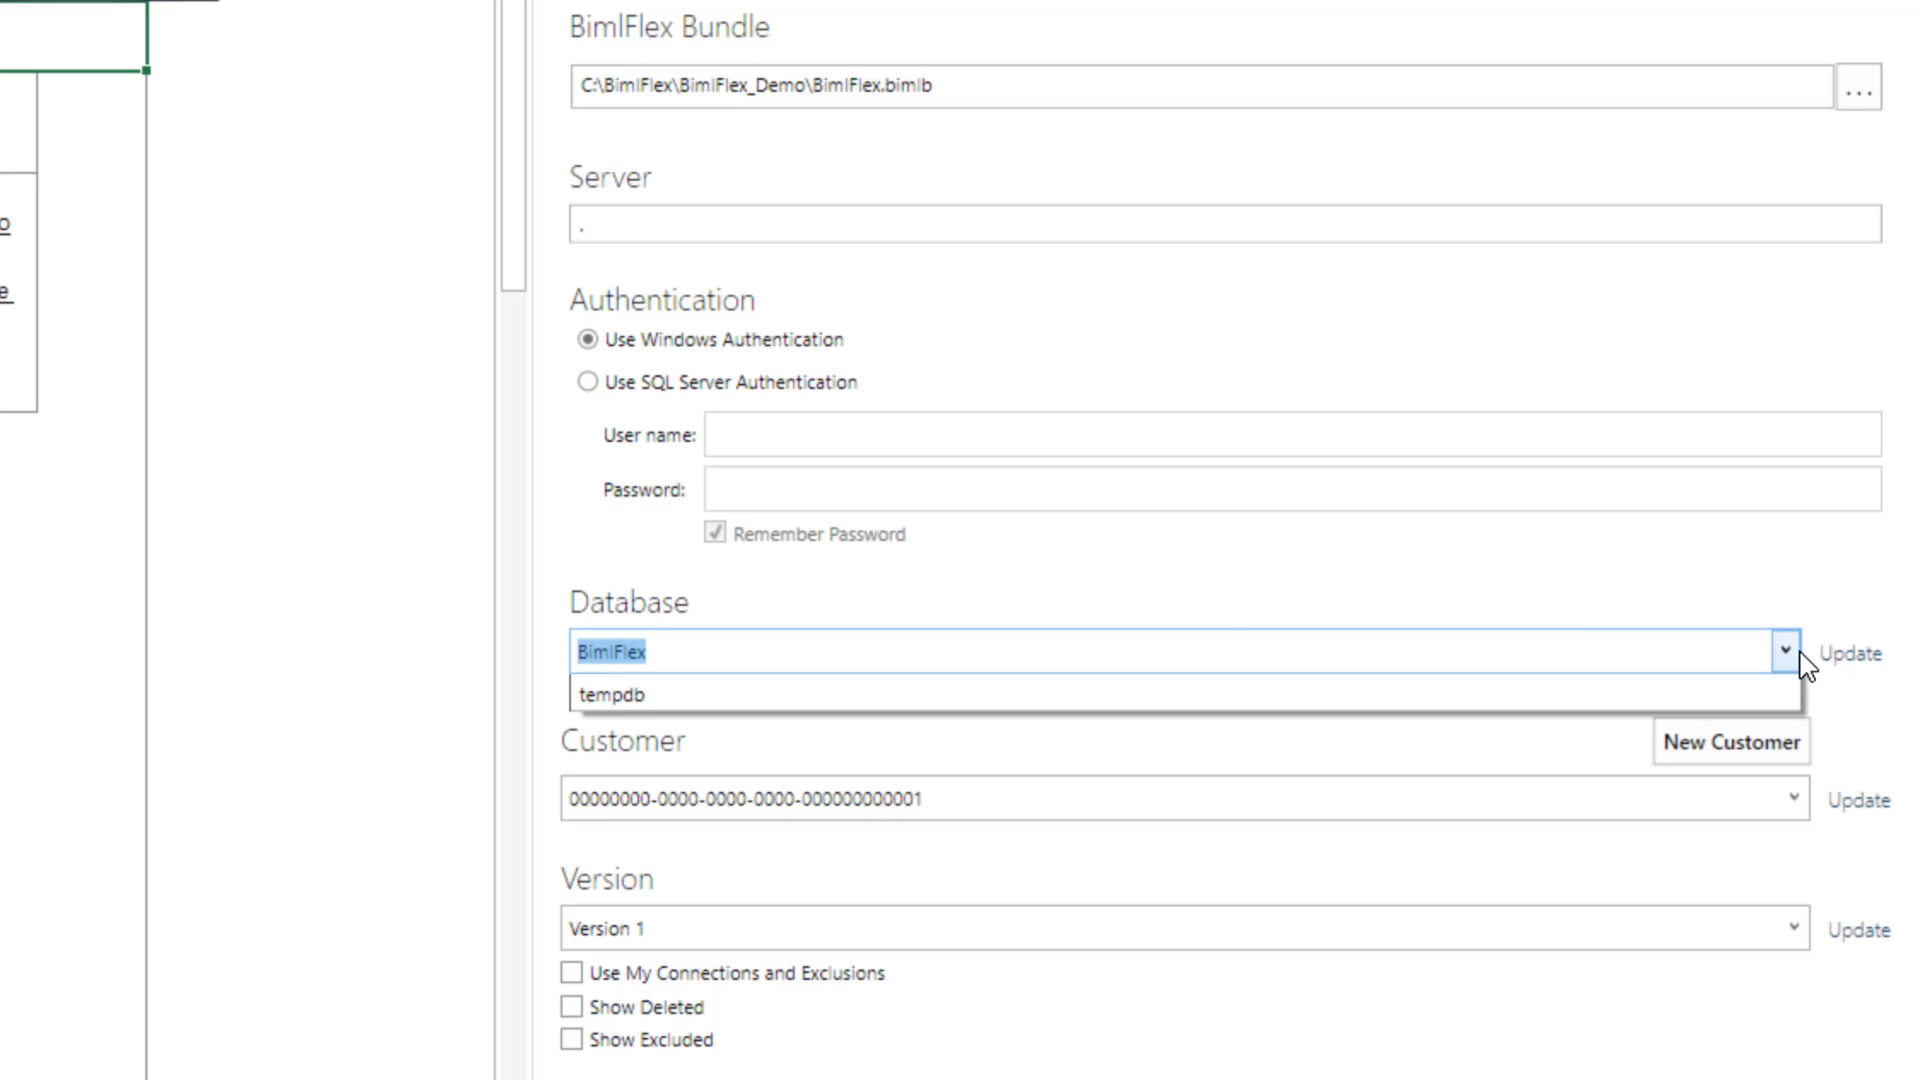 BimlFlex Bundle
C:\BimlFlex\BimlFlex_Demo\BimlFlex.bimlb
...
Server
.
o
e
Authentication
Use Windows Authentication
Use SQL Server Authentication
User name:
Password:
Remember Password
Database
BimlFlex
Update
tempdb
Customer
New Customer
00000000-0000-0000-0000-000000000001
Update
Version
Version 1
Update
Use My Connections and Exclusions
Show Deleted
Show Excluded